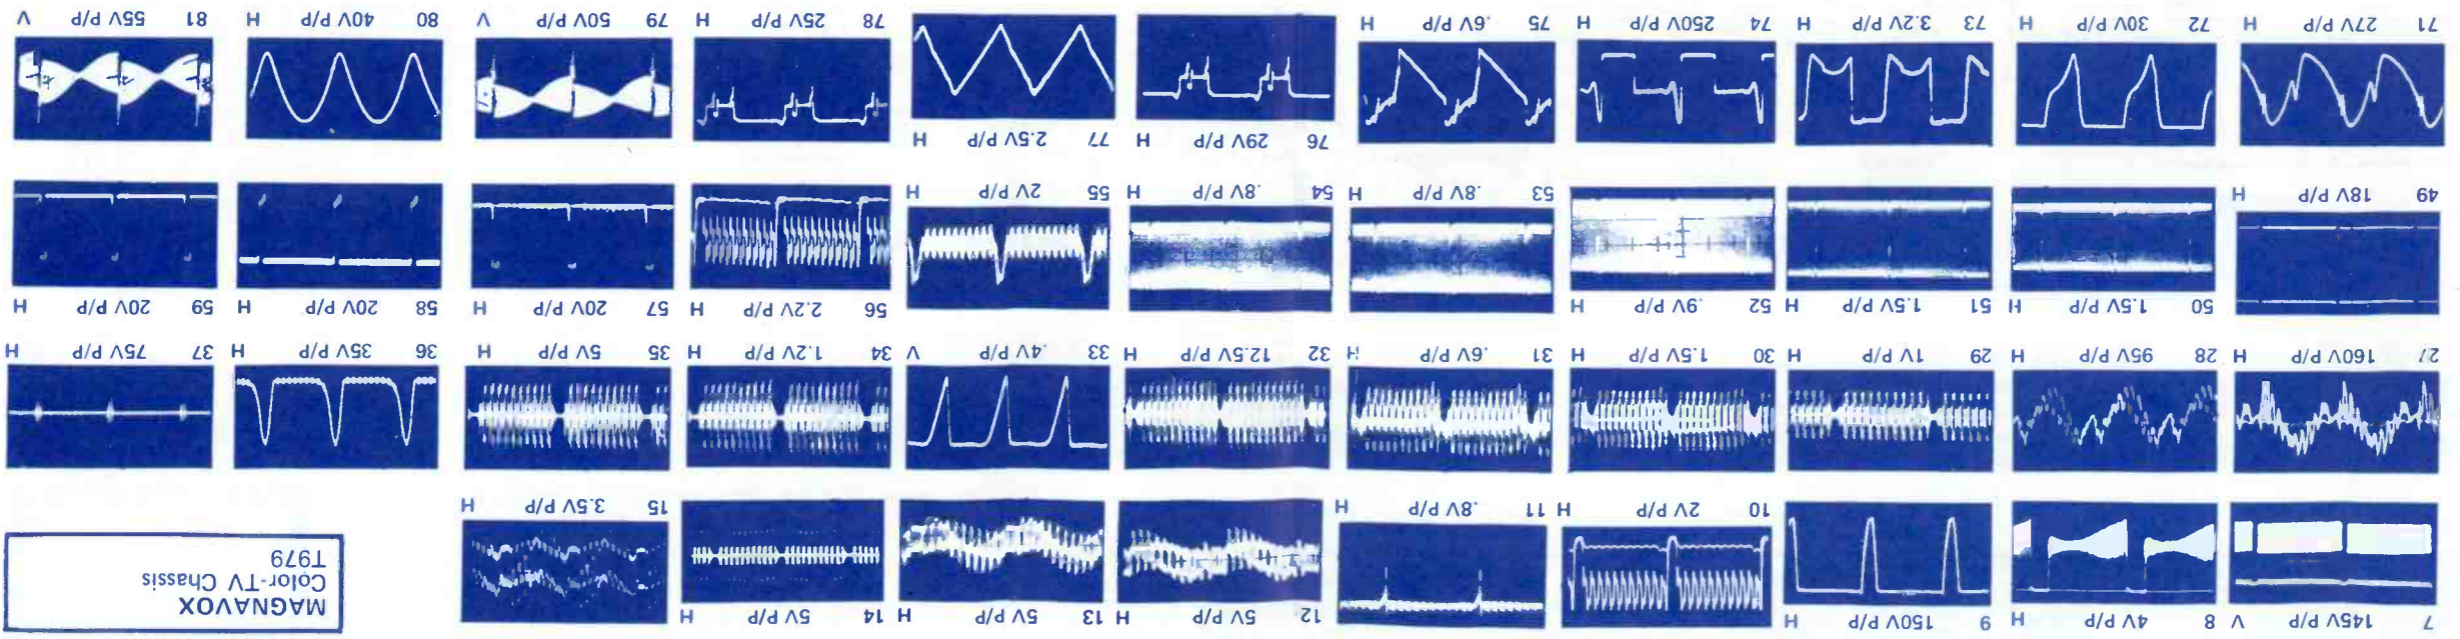 7 145V P/P V
8 4V P/P H
9 150V P/P H
10 2V P/P H
11 .8V P/P H
12 5V P/P H
13 5V P/P H
14 5V P/P H
15 3.5V P/P H
MAGNAVOX
Color-TV Chassis
T979
27 160V P/P H
28 95V P/P H
29 1V P/P H
30 1.5V P/P H
31 .6V P/P H
32 12.5V P/P H
33 .4V P/P V
34 1.2V P/P H
35 5V P/P H
36 35V P/P H
37 75V P/P H
49 18V P/P H
50 1.5V P/P H
51 1.5V P/P H
52 .9V P/P H
53 .8V P/P H
54 .8V P/P H
55 2V P/P H
56 2.2V P/P H
57 20V P/P H
58 20V P/P H
59 20V P/P H
71 27V P/P H
72 30V P/P H
73 3.2V P/P H
74 250V P/P H
75 .6V P/P H
76 29V P/P H
77 2.5V P/P H
78 25V P/P H
79 50V P/P V
80 40V P/P H
81 55V P/P V